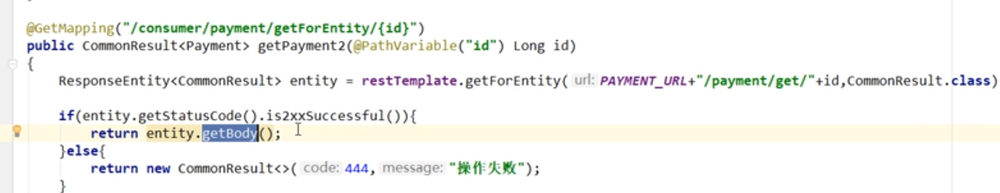 @GetMapping("/consumer/payment/getForEntity/{id}")
public CommonResult<Payment> getPayment2(@PathVariable("id") Long id)
{
ResponseEntity<CommonResult> entity = restTemplate.getForEntity( url: PAYMENT_URL+"/payment/get/"+id,CommonResult.class)
if(entity.getStatusCode().is2xxSuccessful()){
return entity.getBody();
}else{
return new CommonResult<>( code: 444, message: "操作失败");
}